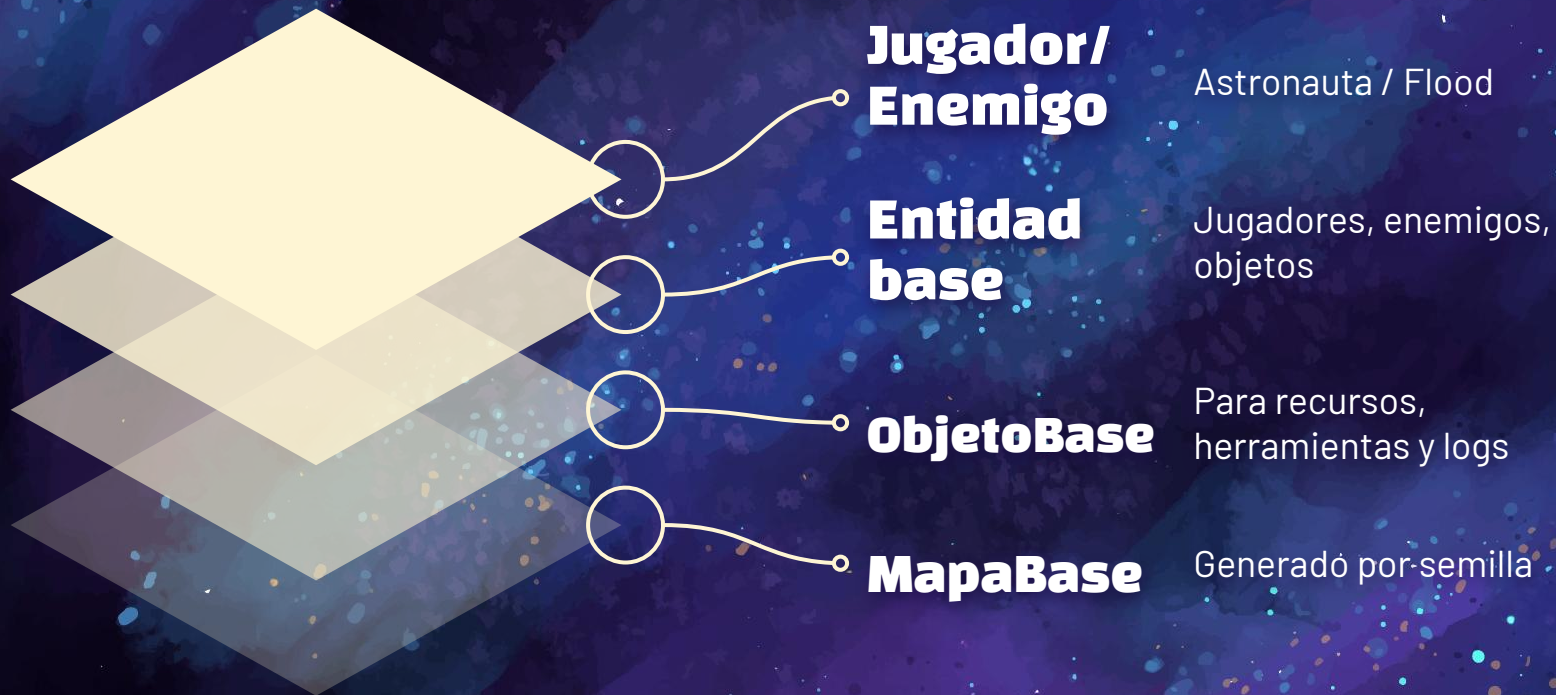 Jugador/
Enemigo
Astronauta / Flood
Entidad
base
Jugadores, enemigos,
objetos
ObjetoBase
Para recursos,
herramientas y logs
MapaBase
Generado por semilla